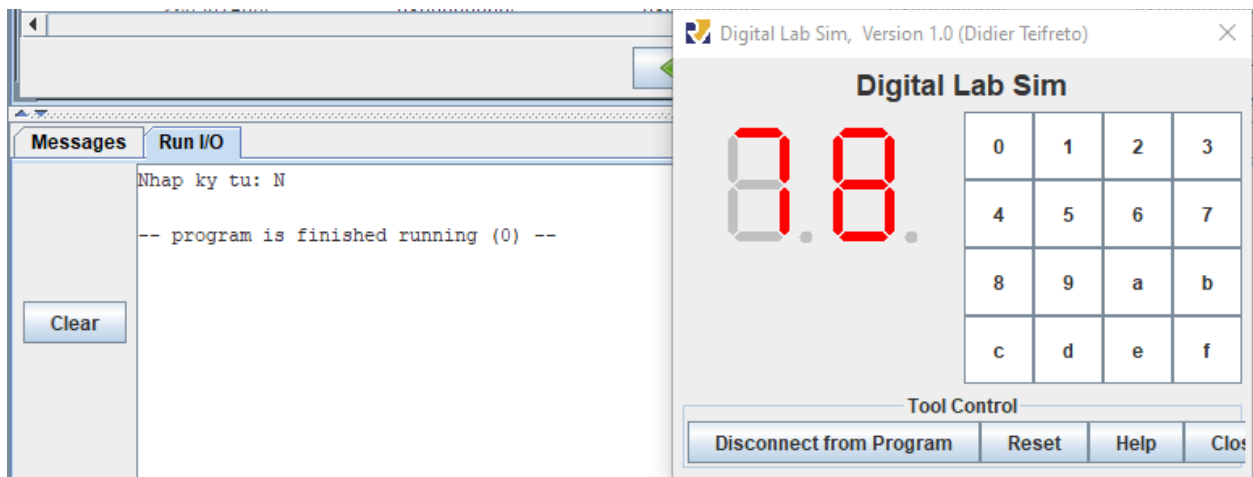 Digital Lab Sim, Version 1.0 (Didier Teifreto)
Digital Lab Sim
Messages
Run I/O
Clear
Nhap ky tu: N
-- program is finished running (0) --
78
0 1 2 3
4 5 6 7
8 9 a b
c d e f
Tool Control
Disconnect from Program Reset Help